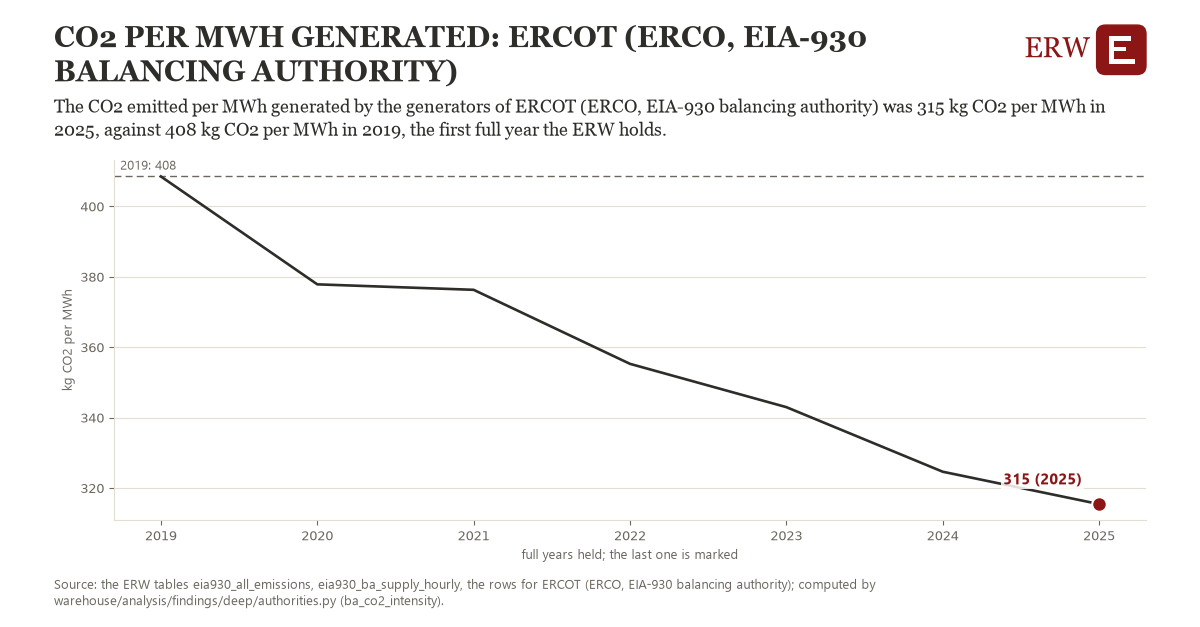 CO2 PER MWH GENERATED: ERCOT (ERCO, EIA-930
BALANCING AUTHORITY)
ERW E
The CO2 emitted per MWh generated by the generators of ERCOT (ERCO, EIA-930 balancing authority) was 315 kg CO2 per MWh in
2025, against 408 kg CO2 per MWh in 2019, the first full year the ERW holds.
2019: 408
400
380
360
340
320
kg CO2 per MWh
315 (2025)
2019 2020 2021 2022 2023 2024 2025
full years held; the last one is marked
Source: the ERW tables eia930_all_emissions, eia930_ba_supply_hourly, the rows for ERCOT (ERCO, EIA-930 balancing authority); computed by
warehouse/analysis/findings/deep/authorities.py (ba_co2_intensity).